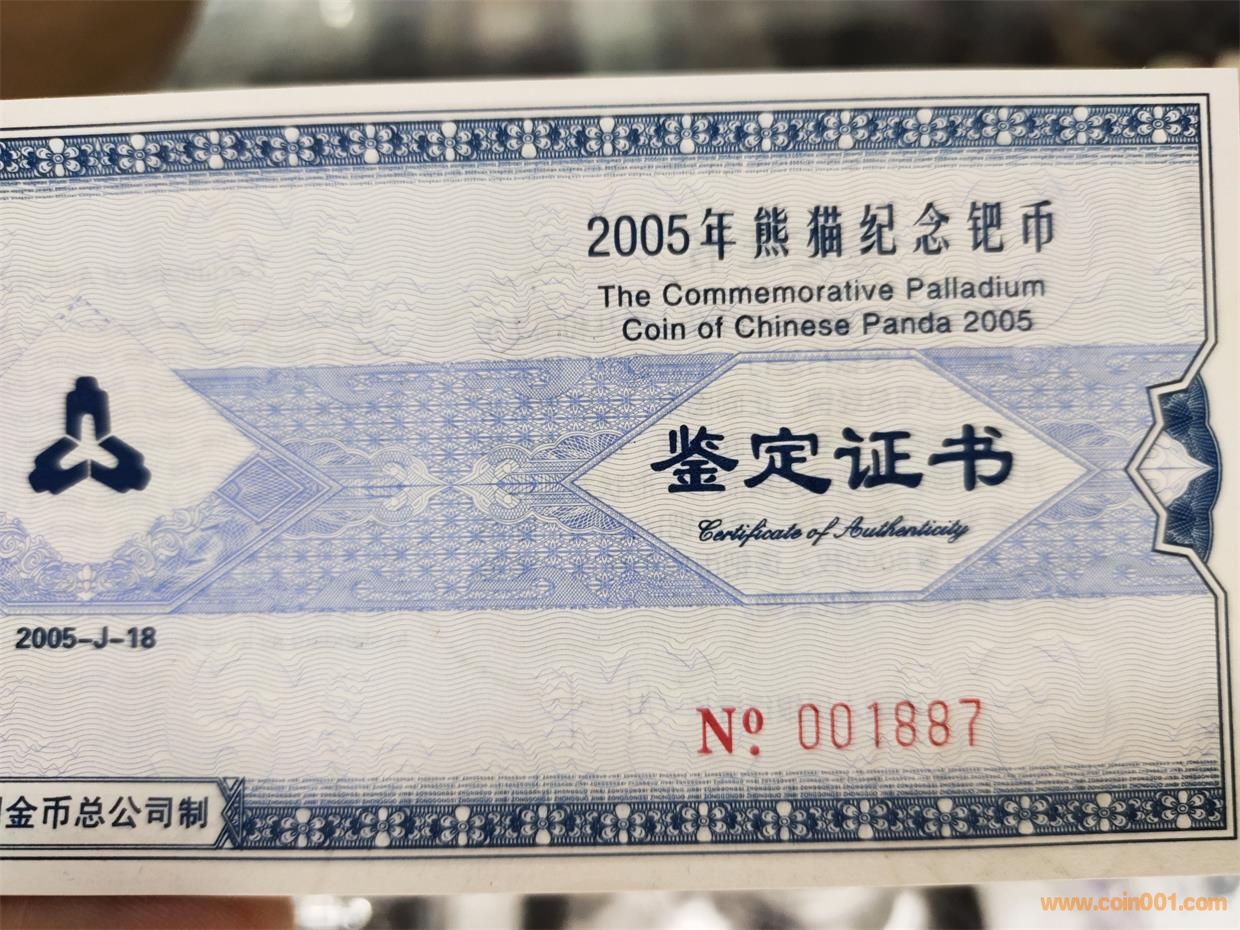 2005年熊猫纪念钯币
The Commemorative Palladium
Coin of Chinese Panda 2005
鉴定证书
Certificate of Authenticity
2005-J-18
Nº. 001887
金币总公司制
www.coin001.com